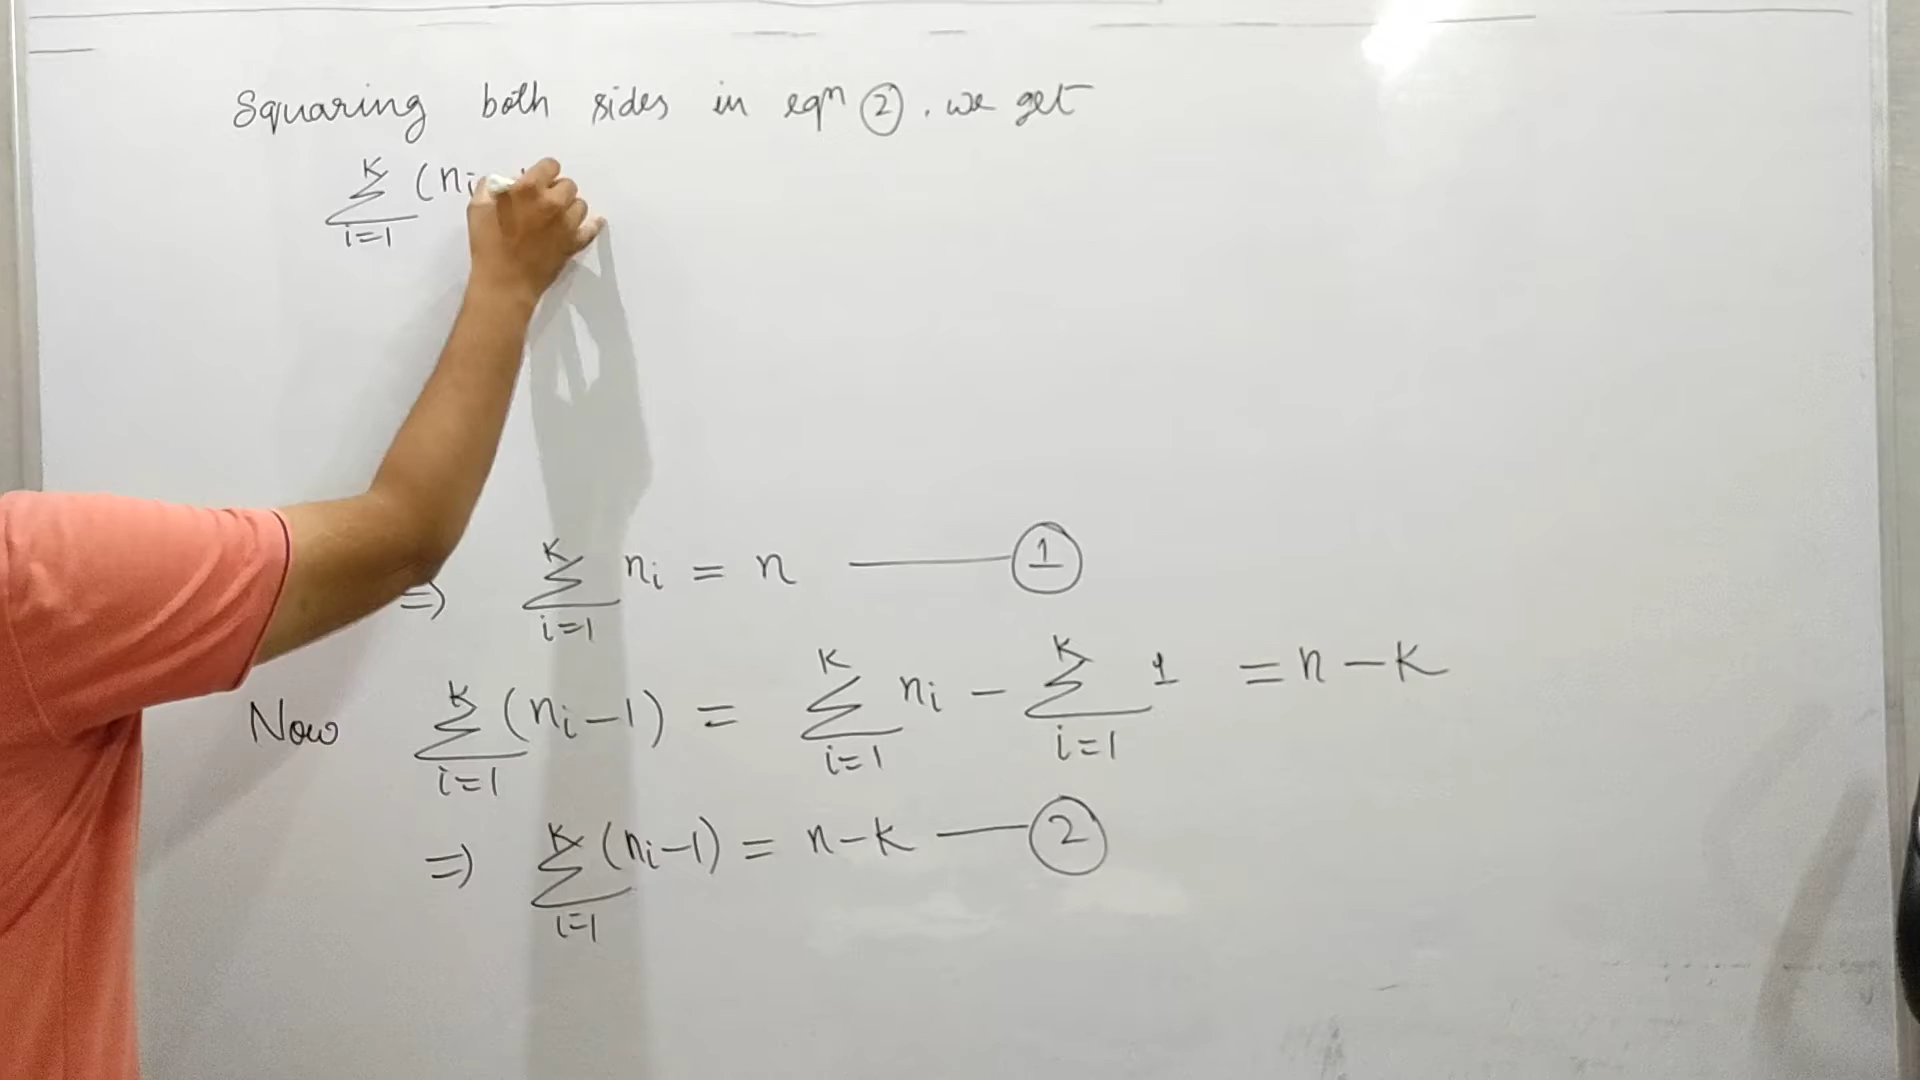 Squaring both sides in eqn ②, we get
K∑i=1 (ni
⇒ K∑i=1 ni = n —— ①
Now K∑i=1 (ni−1) = K∑i=1 ni − K∑i=1 1 = n−K
⇒ K∑i=1 (ni−1) = n−K —— ②